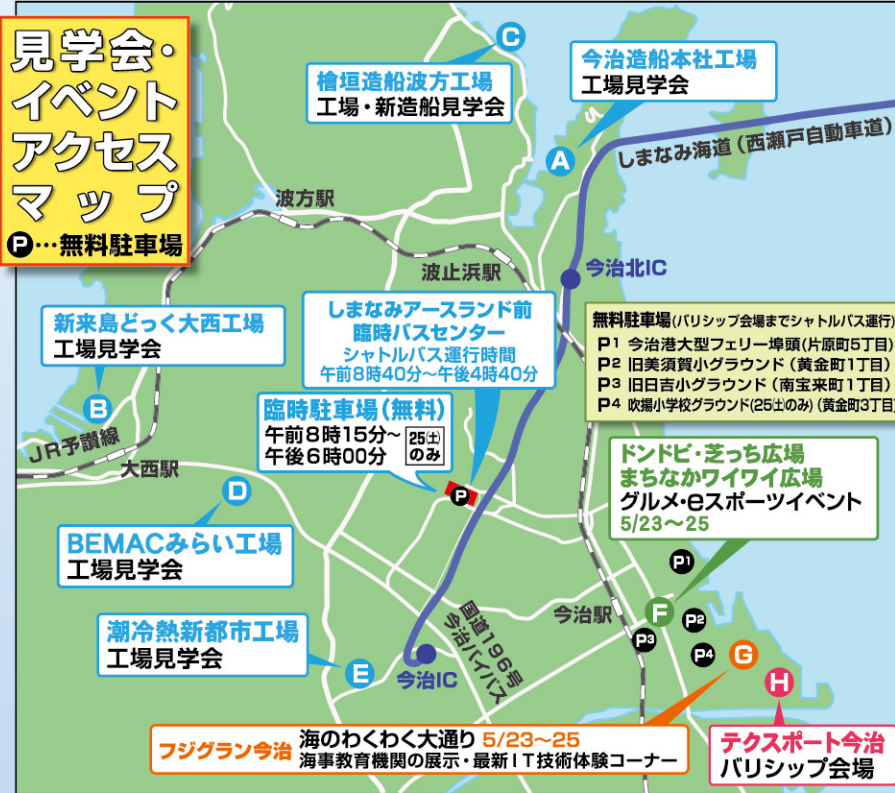 見学会・
イベント
アクセス
マップ
P…無料駐車場
C
檜垣造船波方工場
工場・新造船見学会
今治造船本社工場
工場見学会
A
しまなみ海道（西瀬戸自動車道）
波方駅
波止浜駅
今治北IC
新来島どっく大西工場
工場見学会
B
JR予讃線
大西駅
しまなみアースランド前
臨時バスセンター
シャトルバス運行時間
午前8時40分～午後4時40分
臨時駐車場（無料）
午前8時15分～
午後6時00分
25(土)
のみ
P
無料駐車場(バリシップ会場までシャトルバス運行)
P1 今治港大型フェリー埠頭(片原町5丁目)
P2 旧美須賀小グラウンド（黄金町1丁目）
P3 旧日吉小グラウンド（南宝来町1丁目）
P4 吹揚小学校グラウンド(25(土)のみ)（黄金町3丁目）
ドンドビ・芝っち広場
まちなかワイワイ広場
グルメ・eスポーツイベント
5/23～25
D
BEMACみらい工場
工場見学会
潮冷熱新都市工場
工場見学会
E
今治IC
国道196号
今治バイパス
今治駅
P1
F
P2
P3
P4
G
H
フジグラン今治
海のわくわく大通り 5/23～25
海事教育機関の展示・最新IT技術体験コーナー
テクスポート今治
バリシップ会場